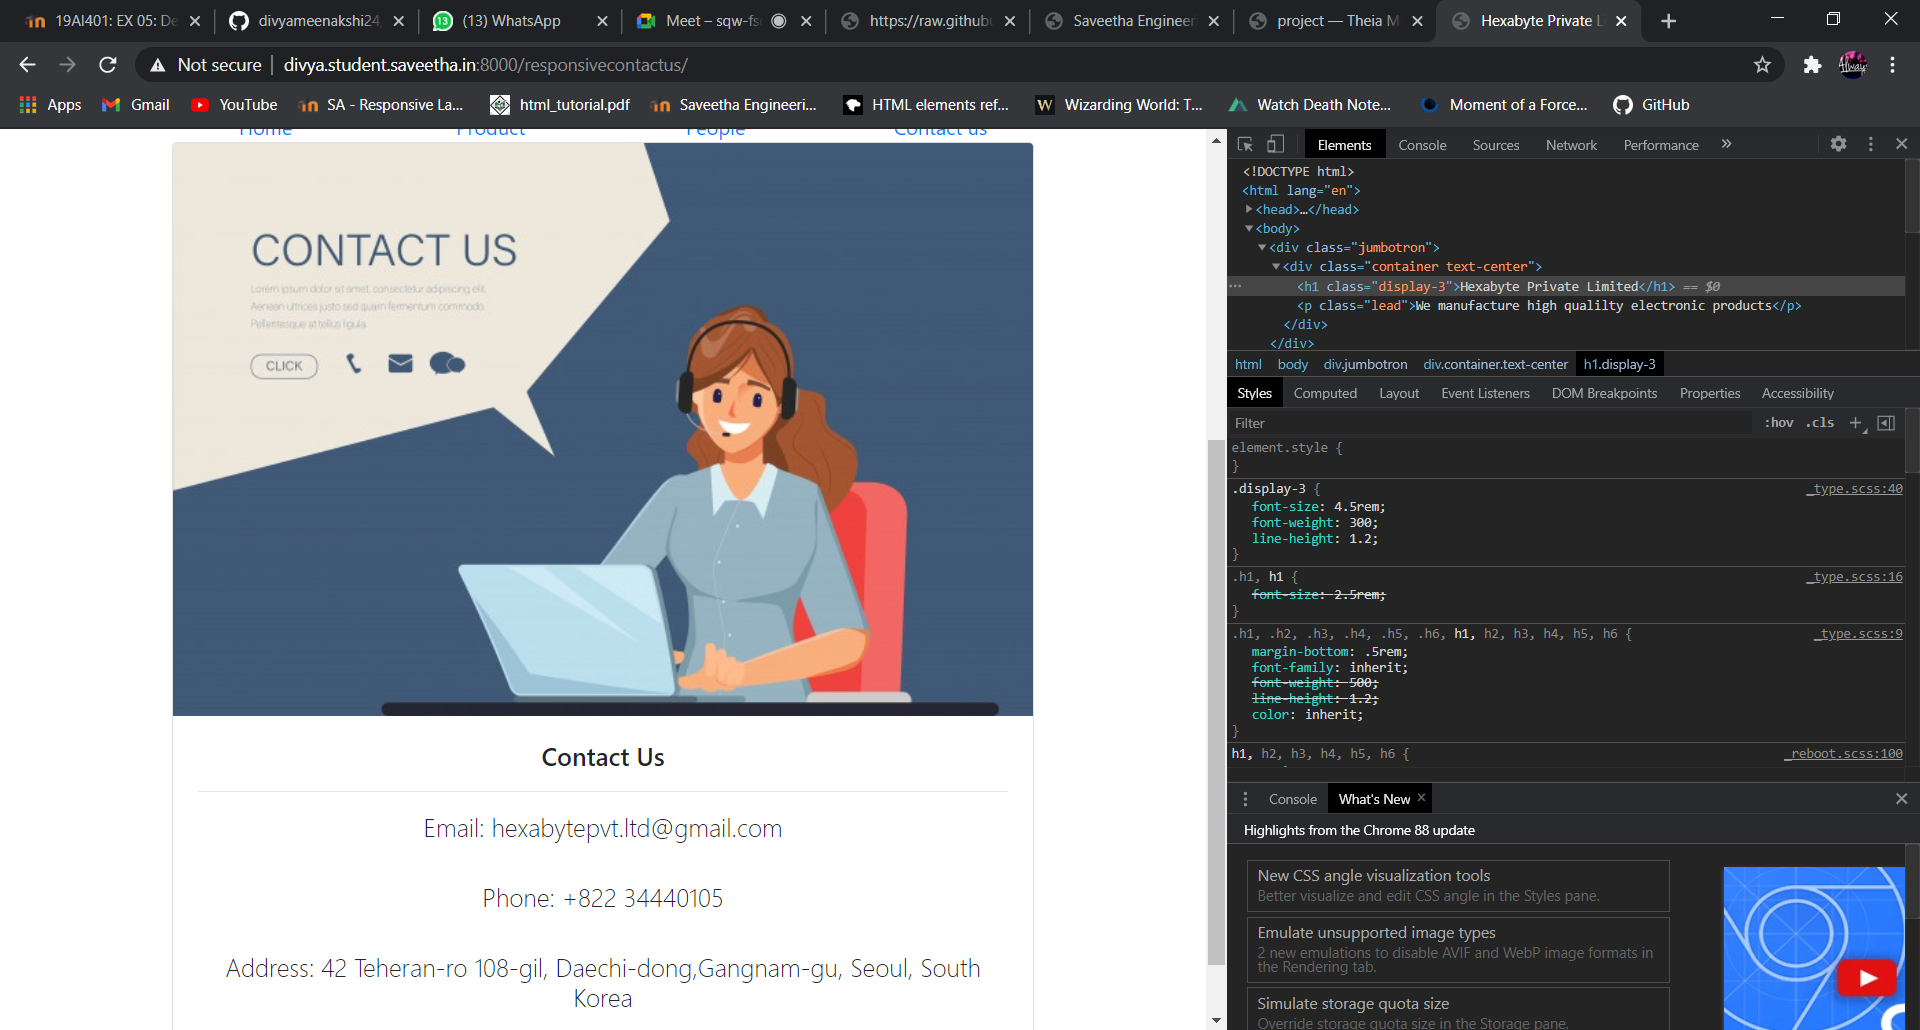 19AI401: EX 05: De
divyameenakshi24
(13) WhatsApp
Meet – sqw-fs
https://raw.githubu
Saveetha Engineer
project — Theia M
Hexabyte Private L
Not secure
divya.student.saveetha.in:8000/responsivecontactus/
Apps
Gmail
YouTube
SA - Responsive La...
html_tutorial.pdf
Saveetha Engineeri...
HTML elements ref...
Wizarding World: T...
Watch Death Note...
Moment of a Force...
GitHub
Home Product People Contact us
CONTACT US
Lorem ipsum dolor sit amet, consectetur adipiscing elit.
Aenean ultrices justo sed quam fermentum commodo.
Pellentesque at tellus ligula.
CLICK
Contact Us
Email: hexabytepvt.ltd@gmail.com
Phone: +822 34440105
Address: 42 Teheran-ro 108-gil, Daechi-dong,Gangnam-gu, Seoul, South
Korea
Elements Console Sources Network Performance »
<!DOCTYPE html>
<html lang="en">
<head>…</head>
<body>
<div class="jumbotron">
<div class="container text-center">
<h1 class="display-3">Hexabyte Private Limited</h1> == $0
<p class="lead">We manufacture high qualilty electronic products</p>
</div>
</div>
html body div.jumbotron div.container.text-center h1.display-3
Styles Computed Layout Event Listeners DOM Breakpoints Properties Accessibility
Filter :hov .cls +
element.style {
}
.display-3 { _type.scss:40
font-size: 4.5rem;
font-weight: 300;
line-height: 1.2;
}
.h1, h1 { _type.scss:16
font-size: 2.5rem;
}
.h1, .h2, .h3, .h4, .h5, .h6, h1, h2, h3, h4, h5, h6 { _type.scss:9
margin-bottom: .5rem;
font-family: inherit;
font-weight: 500;
line-height: 1.2;
color: inherit;
}
h1, h2, h3, h4, h5, h6 { _reboot.scss:100
Console What's New
Highlights from the Chrome 88 update
New CSS angle visualization tools
Better visualize and edit CSS angle in the Styles pane.
Emulate unsupported image types
2 new emulations to disable AVIF and WebP image formats in
the Rendering tab.
Simulate storage quota size
Override storage quota size in the Storage pane.